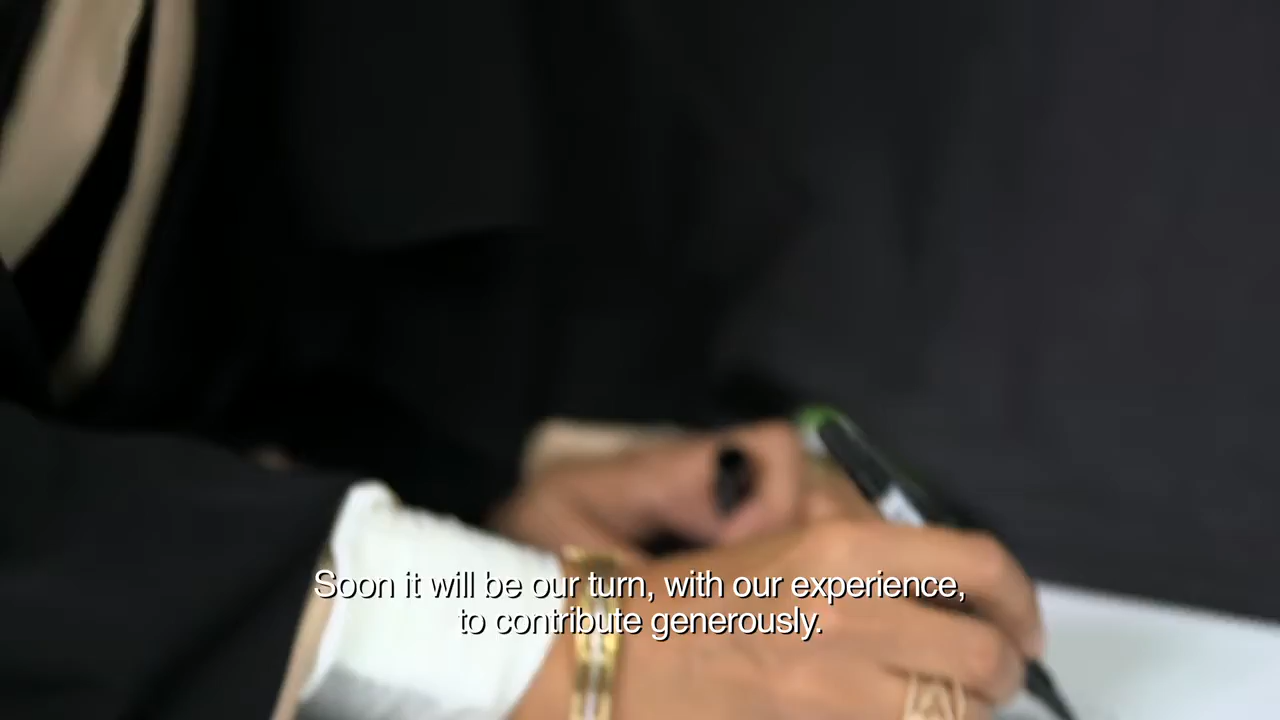 Soon it will be our turn, with our experience,
to contribute generously.